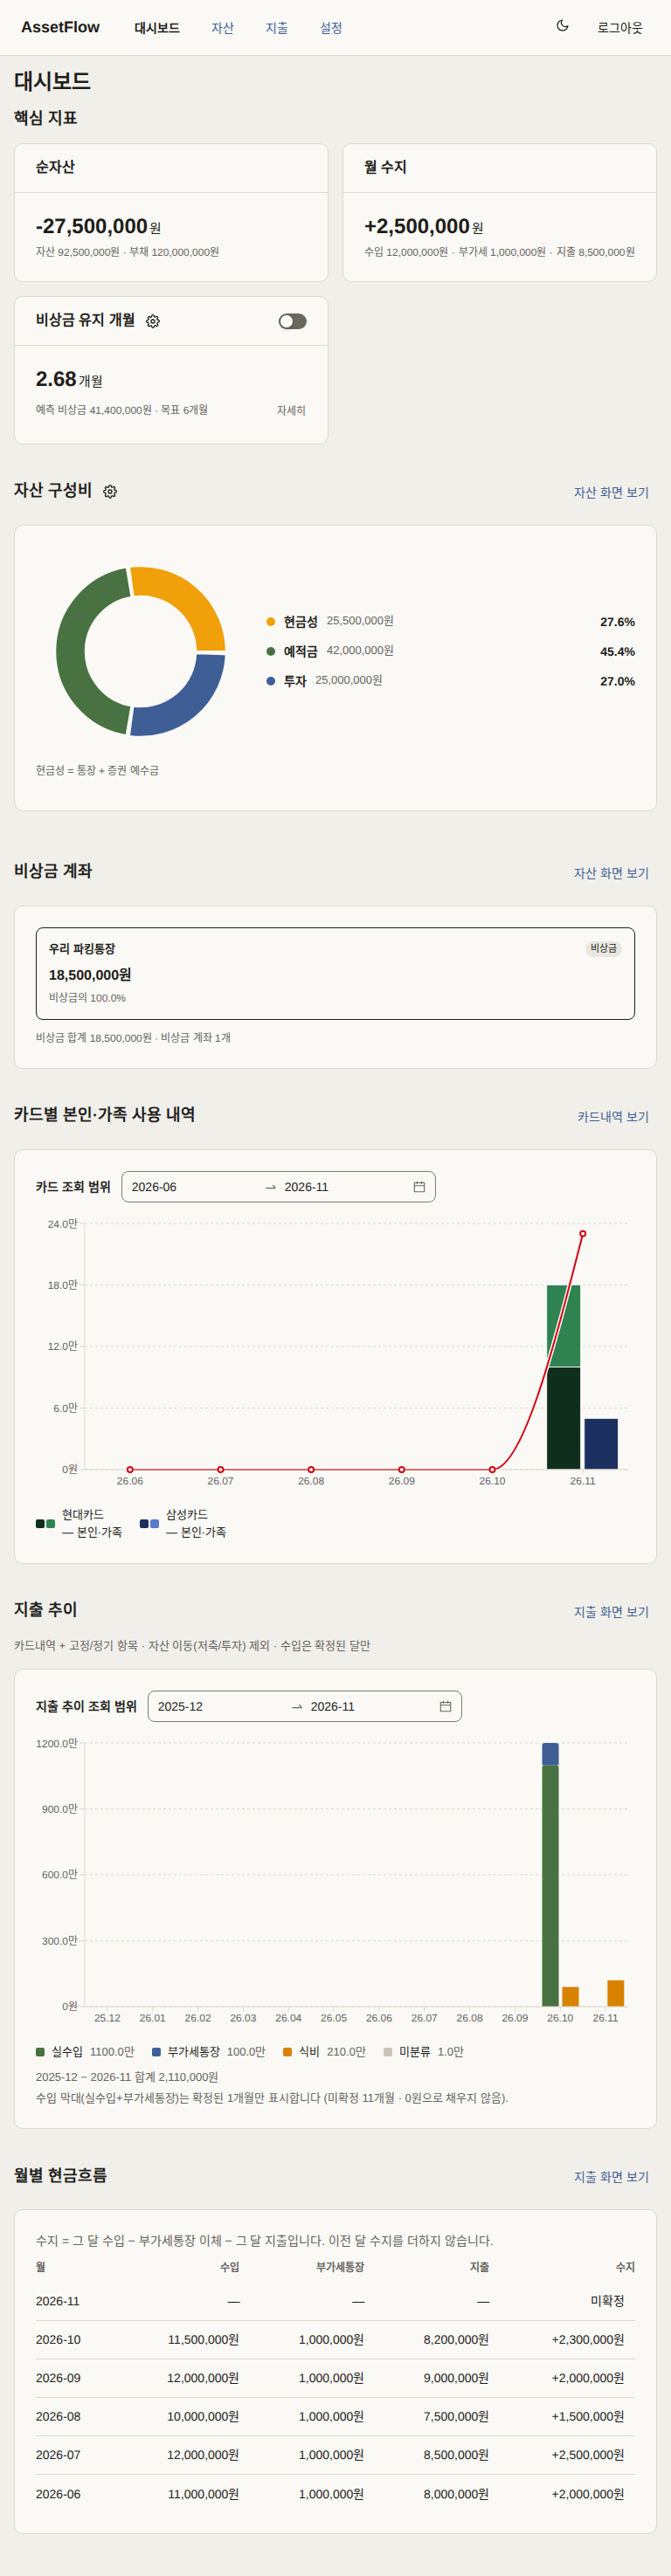 AssetFlow 대시보드 자산 지출 설정 로그아웃
대시보드
핵심 지표
순자산
-27,500,000원
자산 92,500,000원 · 부채 120,000,000원
월 수지
+2,500,000원
수입 12,000,000원 · 부가세 1,000,000원 · 지출 8,500,000원
비상금 유지 개월
2.68개월
예측 비상금 41,400,000원 · 목표 6개월 자세히
자산 구성비 자산 화면 보기
현금성 25,500,000원 27.6%
예적금 42,000,000원 45.4%
투자 25,000,000원 27.0%
현금성 = 통장 + 증권 예수금
비상금 계좌 자산 화면 보기
우리 파킹통장 비상금
18,500,000원
비상금의 100.0%
비상금 합계 18,500,000원 · 비상금 계좌 1개
카드별 본인·가족 사용 내역 카드내역 보기
카드 조회 범위 2026-06 2026-11
24.0만
18.0만
12.0만
6.0만
0원
26.06 26.07 26.08 26.09 26.10 26.11
현대카드
— 본인·가족
삼성카드
— 본인·가족
지출 추이 지출 화면 보기
카드내역 + 고정/정기 항목 · 자산 이동(저축/투자) 제외 · 수입은 확정된 달만
지출 추이 조회 범위 2025-12 2026-11
1200.0만
900.0만
600.0만
300.0만
0원
25.12 26.01 26.02 26.03 26.04 26.05 26.06 26.07 26.08 26.09 26.10 26.11
실수입 1100.0만 부가세통장 100.0만 식비 210.0만 미분류 1.0만
2025-12 ~ 2026-11 합계 2,110,000원
수입 막대(실수입+부가세통장)는 확정된 1개월만 표시합니다 (미확정 11개월 · 0원으로 채우지 않음).
월별 현금흐름 지출 화면 보기
수지 = 그 달 수입 − 부가세통장 이체 − 그 달 지출입니다. 이전 달 수지를 더하지 않습니다.
월 수입 부가세통장 지출 수지
2026-11 — — — 미확정
2026-10 11,500,000원 1,000,000원 8,200,000원 +2,300,000원
2026-09 12,000,000원 1,000,000원 9,000,000원 +2,000,000원
2026-08 10,000,000원 1,000,000원 7,500,000원 +1,500,000원
2026-07 12,000,000원 1,000,000원 8,500,000원 +2,500,000원
2026-06 11,000,000원 1,000,000원 8,000,000원 +2,000,000원